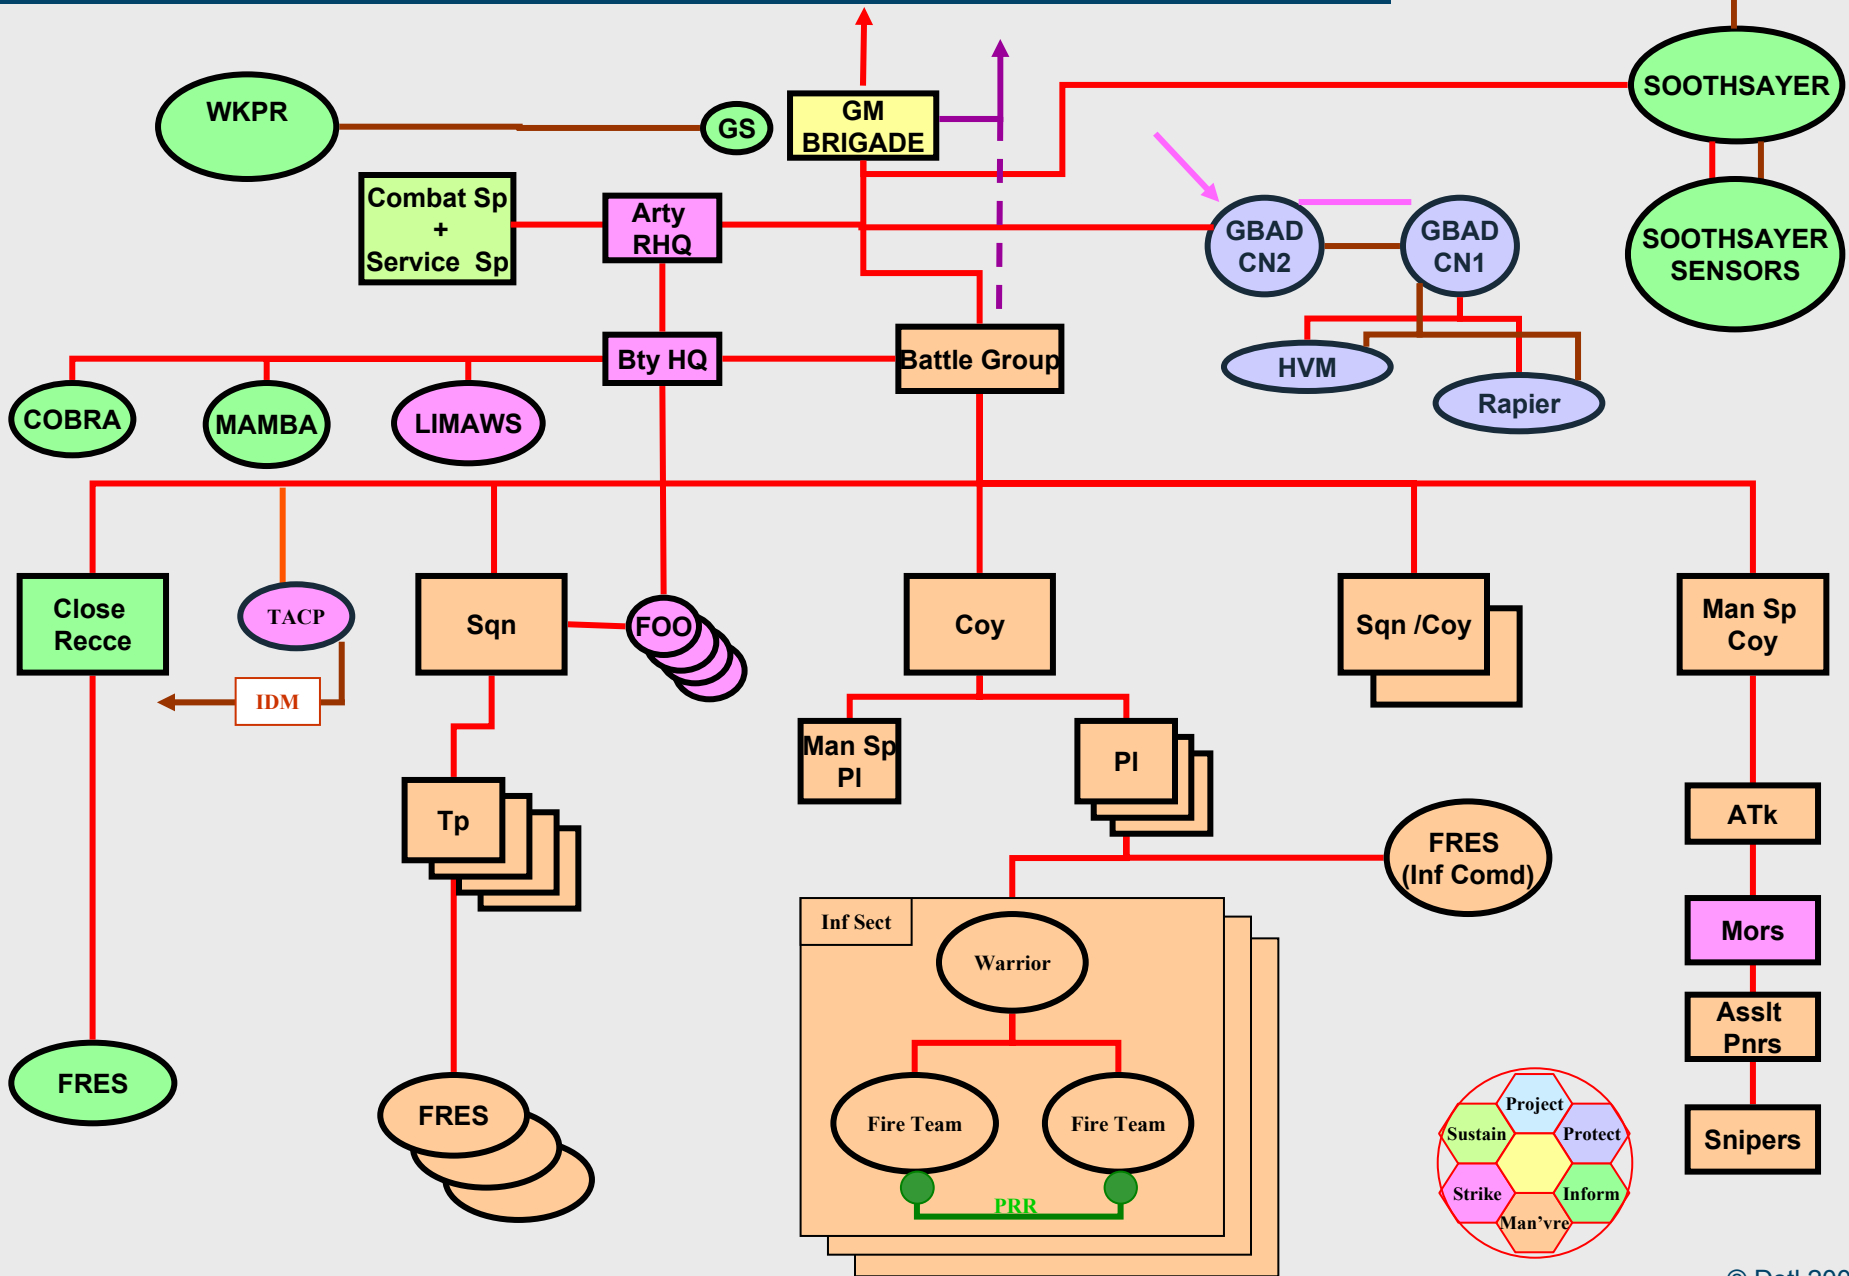 SOOTHSAYER
WKPR
GS
GM
BRIGADE
Combat Sp
+
Service Sp
Arty
RHQ
GBAD
CN2
GBAD
CN1
SOOTHSAYER
SENSORS
Bty HQ
Battle Group
HVM
Rapier
COBRA
MAMBA
LIMAWS
Close
Recce
TACP
IDM
Sqn
FOO
Coy
Sqn /Coy
Man Sp
Coy
Man Sp
Pl
Pl
Tp
ATk
FRES
(Inf Comd)
Inf Sect
Warrior
Mors
Asslt
Pnrs
FRES
FRES
Fire Team
Fire Team
PRR
Snipers
Project
Sustain
Protect
Strike
Inform
Man'vre